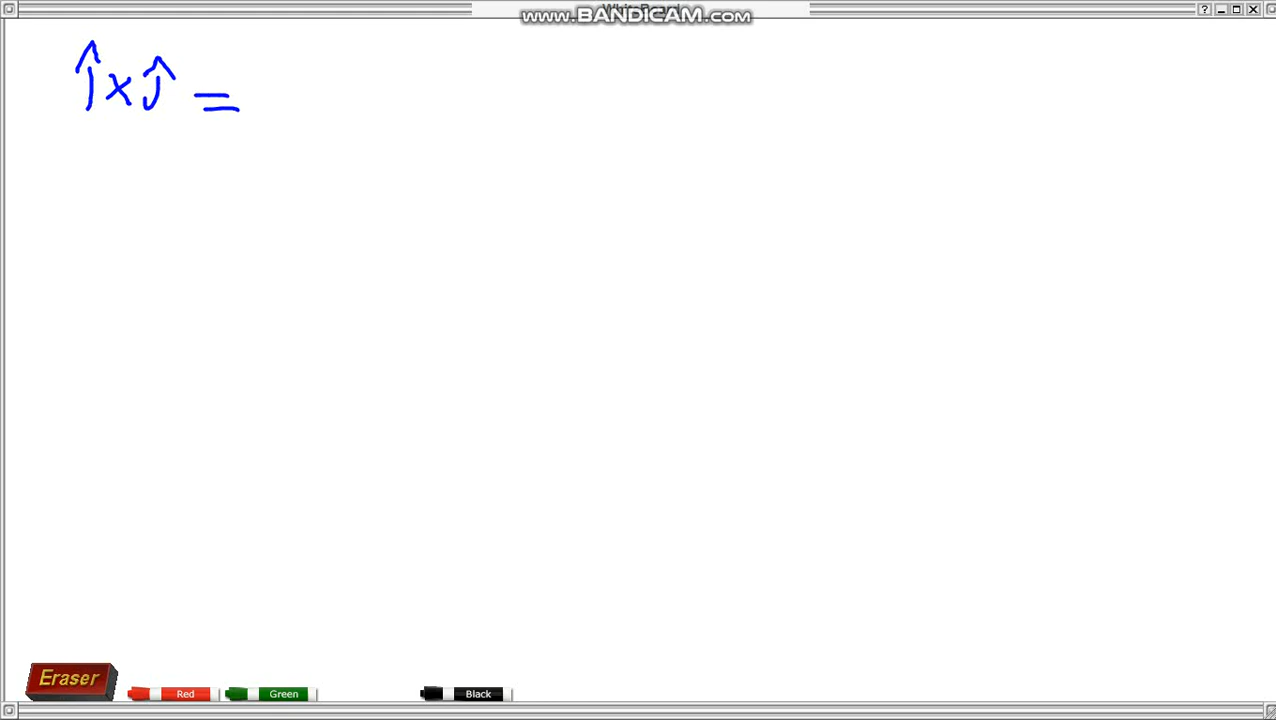 www.BANDICAM.com
î × ĵ =
Eraser
Red
Green
Black